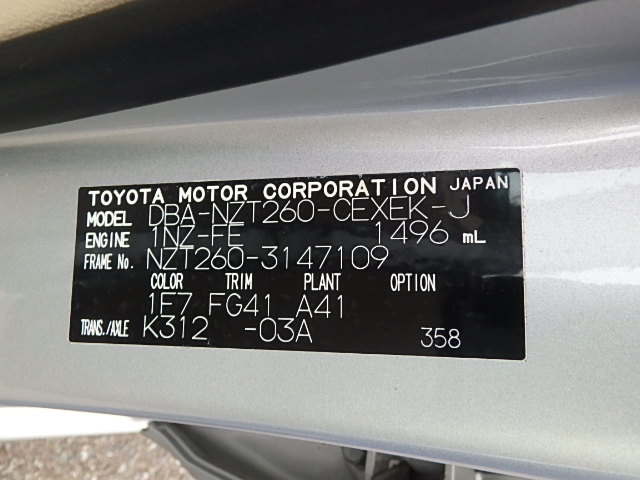 TOYOTA MOTOR CORPORATION JAPAN
MODEL DBA-NZT260-CEXEK-J
ENGINE 1NZ-FE 1496 mL
FRAME No. NZT260-3147109
COLOR TRIM PLANT OPTION
1F7 FG41 A41
TRANS./AXLE K312 -03A 358